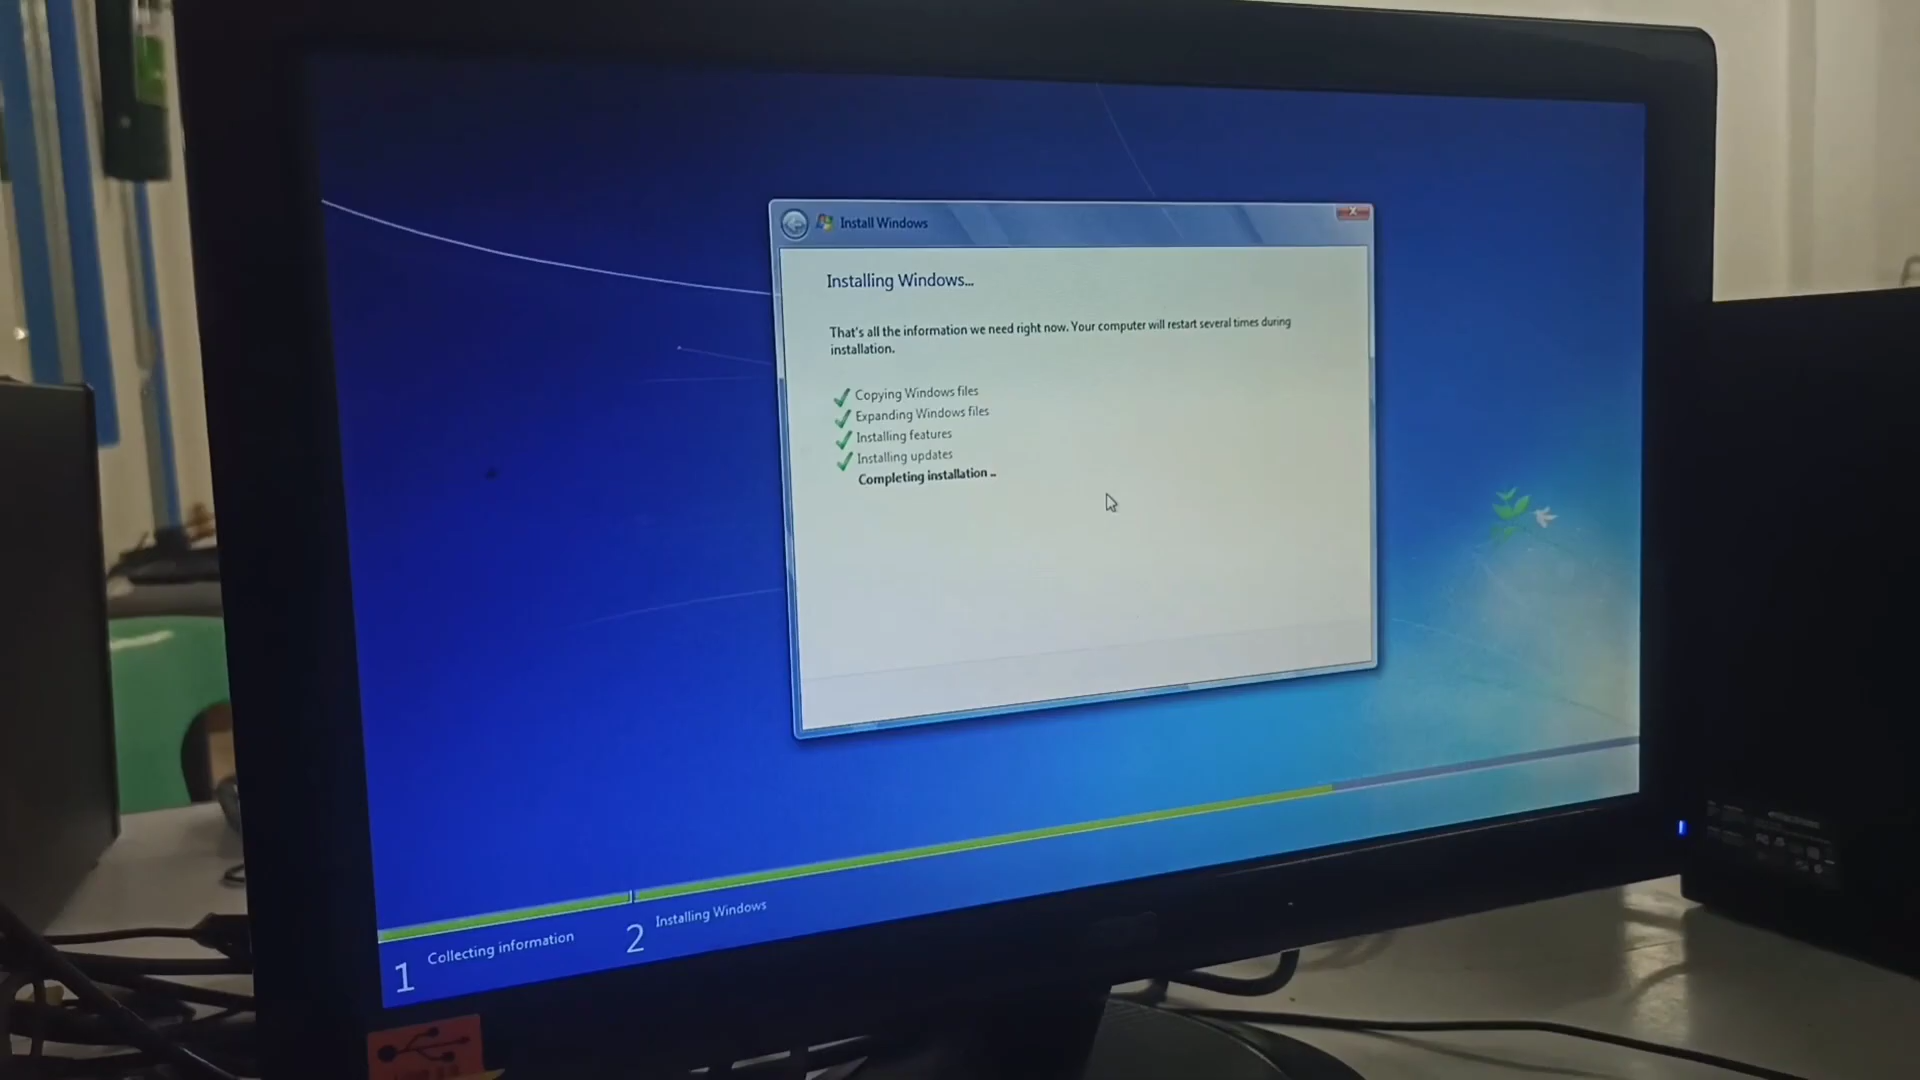 Install Windows
Installing Windows...
That's all the information we need right now. Your computer will restart several times during
installation.
Copying Windows files
Expanding Windows files
Installing features
Installing updates
Completing installation ..
1 Collecting information
2 Installing Windows